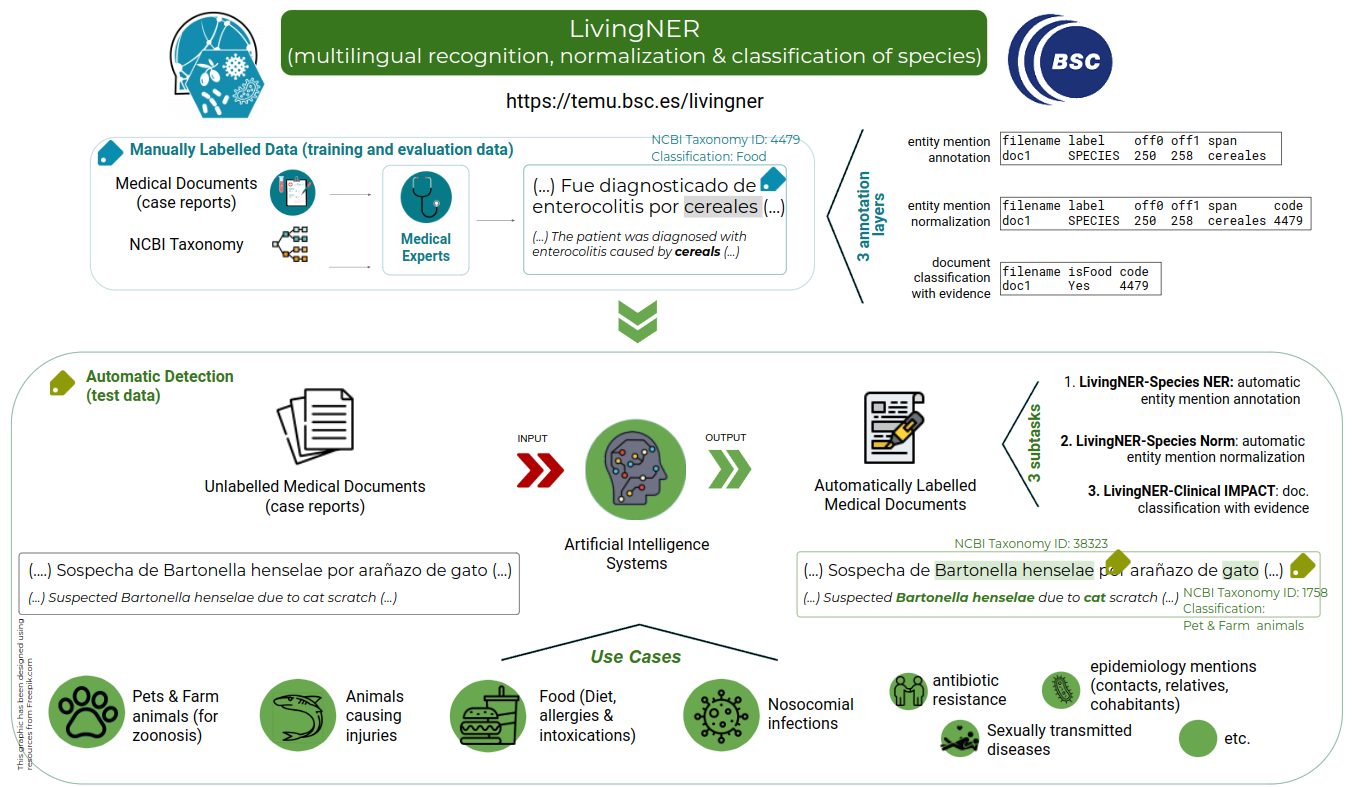 LivingNER
(multilingual recognition, normalization & classification of species)
BSC
https://temu.bsc.es/livingner
Manually Labelled Data (training and evaluation data)
NCBI Taxonomy ID: 4479
Classification: Food
Medical Documents
(case reports)
NCBI Taxonomy
Medical
Experts
(...) Fue diagnosticado de
enterocolitis por cereales (...)
(...) The patient was diagnosed with
enterocolitis caused by cereals (...)
3 annotation
layers
entity mention
annotation
filename label off0 off1 span
doc1 SPECIES 250 258 cereales
entity mention
normalization
filename label off0 off1 span code
doc1 SPECIES 250 258 cereales 4479
document
classification
with evidence
filename isFood code
doc1 Yes 4479
Automatic Detection
(test data)
Unlabelled Medical Documents
(case reports)
INPUT
Artificial Intelligence
Systems
OUTPUT
Automatically Labelled
Medical Documents
3 subtasks
1. LivingNER-Species NER: automatic
entity mention annotation
2. LivingNER-Species Norm: automatic
entity mention normalization
3. LivingNER-Clinical IMPACT: doc.
classification with evidence
(....) Sospecha de Bartonella henselae por arañazo de gato (...)
(...) Suspected Bartonella henselae due to cat scratch (...)
NCBI Taxonomy ID: 38323
(...) Sospecha de Bartonella henselae por arañazo de gato (...)
(...) Suspected Bartonella henselae due to cat scratch (...)
NCBI Taxonomy ID: 1758
Classification:
Pet & Farm animals
Use Cases
Pets & Farm
animals (for
zoonosis)
Animals
causing
injuries
Food (Diet,
allergies &
intoxications)
Nosocomial
infections
antibiotic
resistance
epidemiology mentions
(contacts, relatives,
cohabitants)
Sexually transmitted
diseases
etc.
This graphic has been designed using
resources from Freepik.com